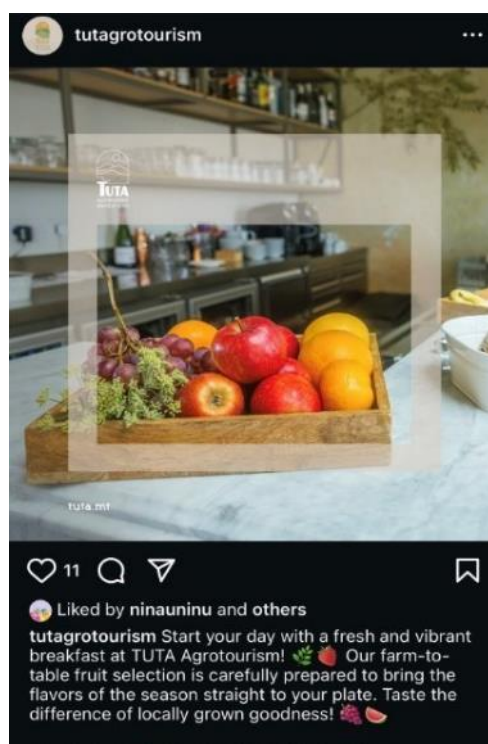 tutagrotourism
TUTA
tuta.mt
11
Liked by ninauninu and others
tutagrotourism Start your day with a fresh and vibrant
breakfast at TUTA Agrotourism! 🌿🍓 Our farm-to-
table fruit selection is carefully prepared to bring the
flavors of the season straight to your plate. Taste the
difference of locally grown goodness! 🍇🍉